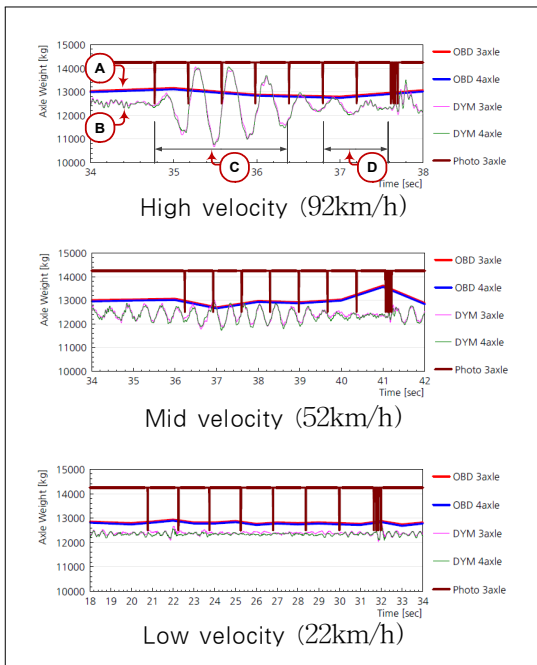 15000
14000
13000
12000
11000
10000
Axle Weight [kg]
A
B
C
D
34 35 36 37 38
Time [sec]
OBD 3axle
OBD 4axle
DYM 3axle
DYM 4axle
Photo 3axle
High velocity (92km/h)
15000
14000
13000
12000
11000
10000
Axle Weight [kg]
34 35 36 37 38 39 40 41 42
Time [sec]
OBD 3axle
OBD 4axle
DYM 3axle
DYM 4axle
Photo 3axle
Mid velocity (52km/h)
15000
14000
13000
12000
11000
10000
Axle Weight [kg]
18 19 20 21 22 23 24 25 26 27 28 29 30 31 32 33 34
Time [sec]
OBD 3axle
OBD 4axle
DYM 3axle
DYM 4axle
Photo 3axle
Low velocity (22km/h)